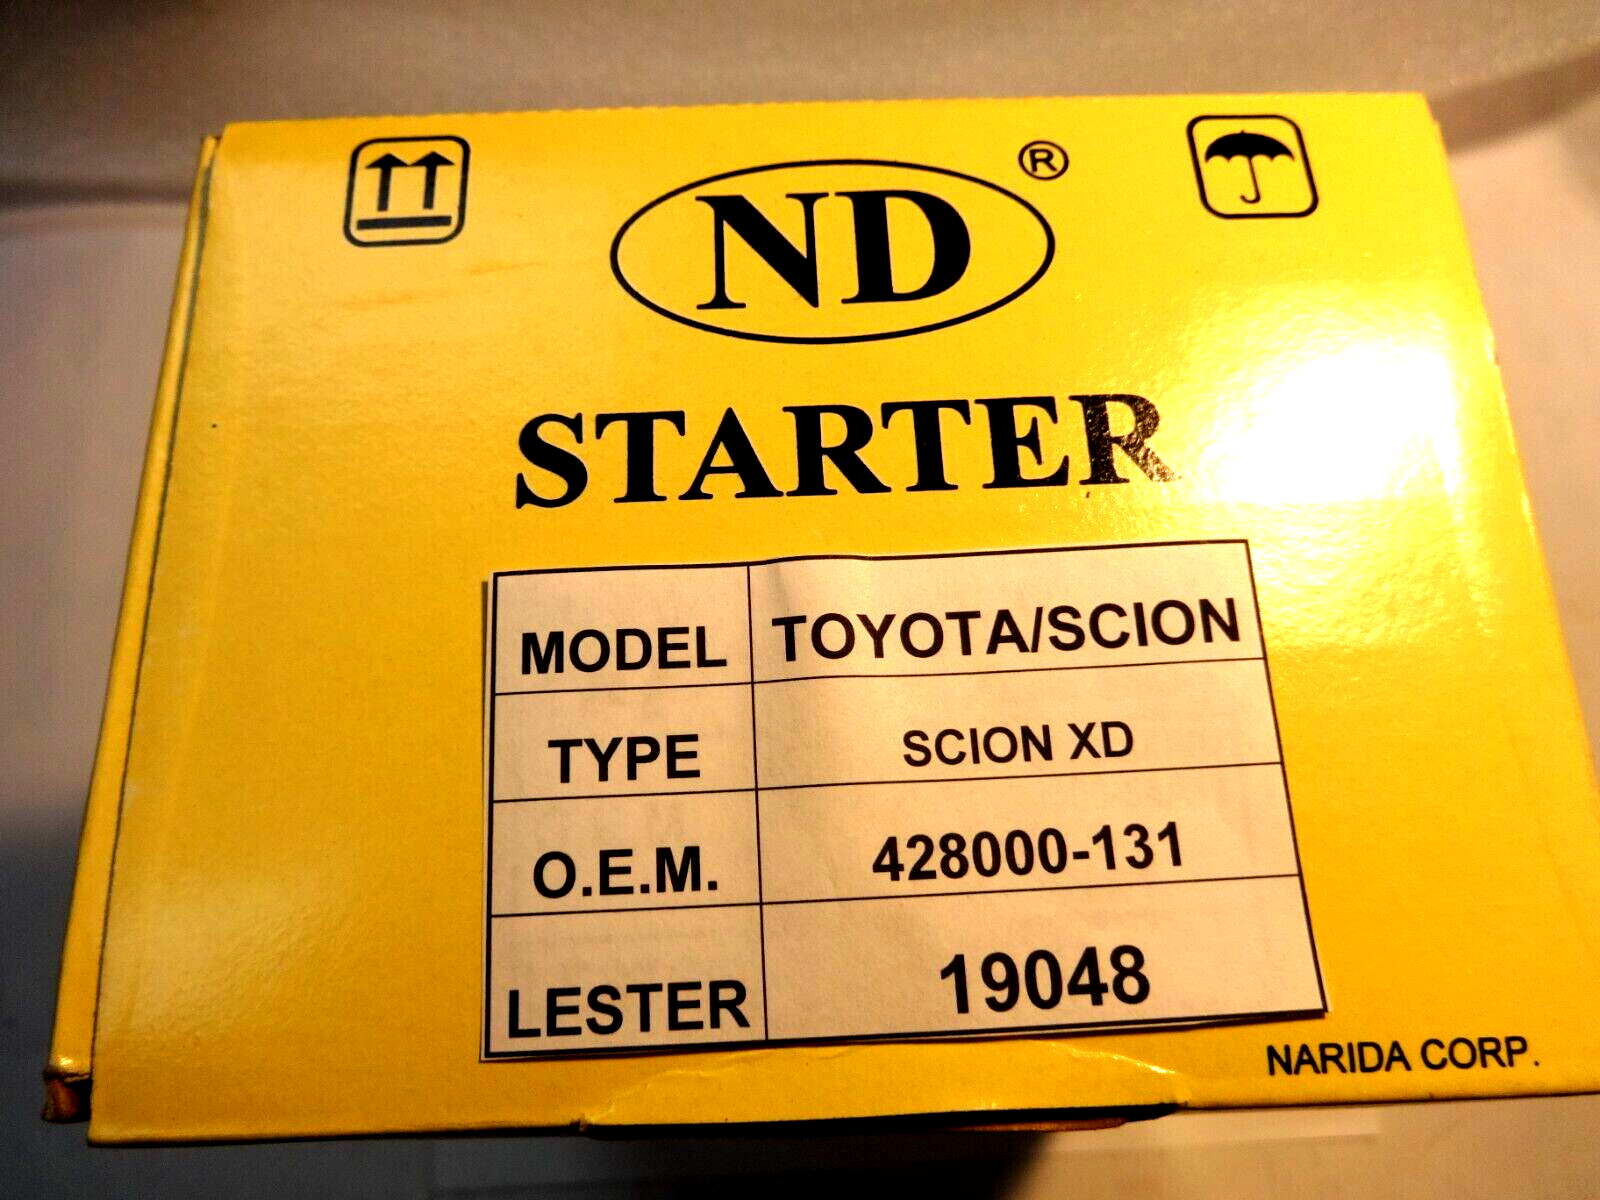 ND ®
STARTER
MODEL TOYOTA/SCION
TYPE SCION XD
O.E.M. 428000-131
LESTER 19048
NARIDA CORP.